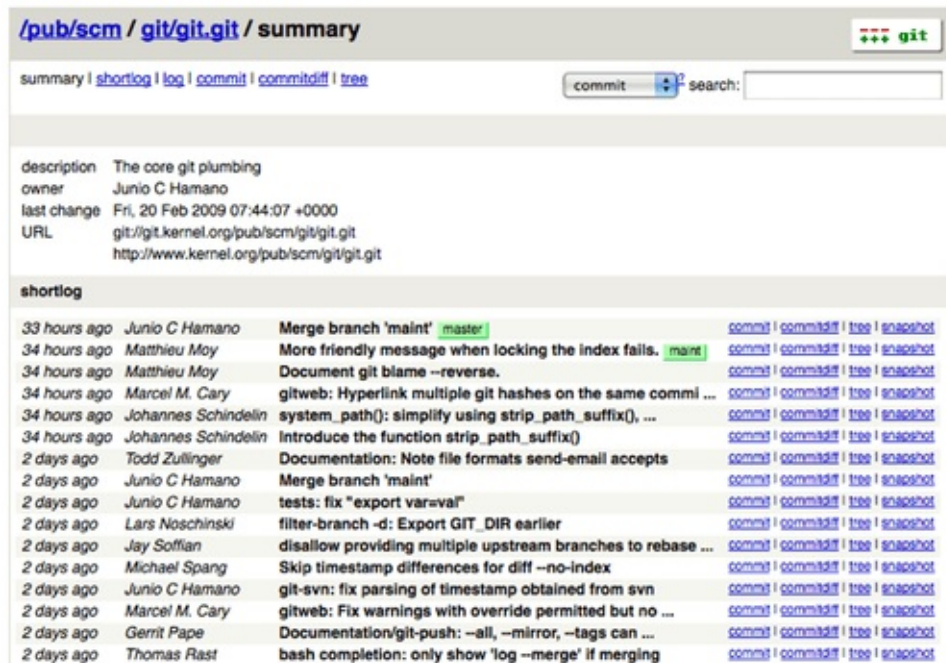 /pub/scm / git/git.git / summary
git
summary | shortlog | log | commit | commitdiff | tree
commit ? search:
description The core git plumbing
owner Junio C Hamano
last change Fri, 20 Feb 2009 07:44:07 +0000
URL git://git.kernel.org/pub/scm/git/git.git
http://www.kernel.org/pub/scm/git/git.git
shortlog
33 hours ago Junio C Hamano Merge branch 'maint' master commit | commitdiff | tree | snapshot
34 hours ago Matthieu Moy More friendly message when locking the index fails. maint commit | commitdiff | tree | snapshot
34 hours ago Matthieu Moy Document git blame --reverse. commit | commitdiff | tree | snapshot
34 hours ago Marcel M. Cary gitweb: Hyperlink multiple git hashes on the same commi ... commit | commitdiff | tree | snapshot
34 hours ago Johannes Schindelin system_path(): simplify using strip_path_suffix(), ... commit | commitdiff | tree | snapshot
34 hours ago Johannes Schindelin Introduce the function strip_path_suffix() commit | commitdiff | tree | snapshot
2 days ago Todd Zullinger Documentation: Note file formats send-email accepts commit | commitdiff | tree | snapshot
2 days ago Junio C Hamano Merge branch 'maint' commit | commitdiff | tree | snapshot
2 days ago Junio C Hamano tests: fix "export var=val" commit | commitdiff | tree | snapshot
2 days ago Lars Noschinski filter-branch -d: Export GIT_DIR earlier commit | commitdiff | tree | snapshot
2 days ago Jay Soffian disallow providing multiple upstream branches to rebase ... commit | commitdiff | tree | snapshot
2 days ago Michael Spang Skip timestamp differences for diff --no-index commit | commitdiff | tree | snapshot
2 days ago Junio C Hamano git-svn: fix parsing of timestamp obtained from svn commit | commitdiff | tree | snapshot
2 days ago Marcel M. Cary gitweb: Fix warnings with override permitted but no ... commit | commitdiff | tree | snapshot
2 days ago Gerrit Pape Documentation/git-push: --all, --mirror, --tags can ... commit | commitdiff | tree | snapshot
2 days ago Thomas Rast bash completion: only show 'log --merge' if merging commit | commitdiff | tree | snapshot